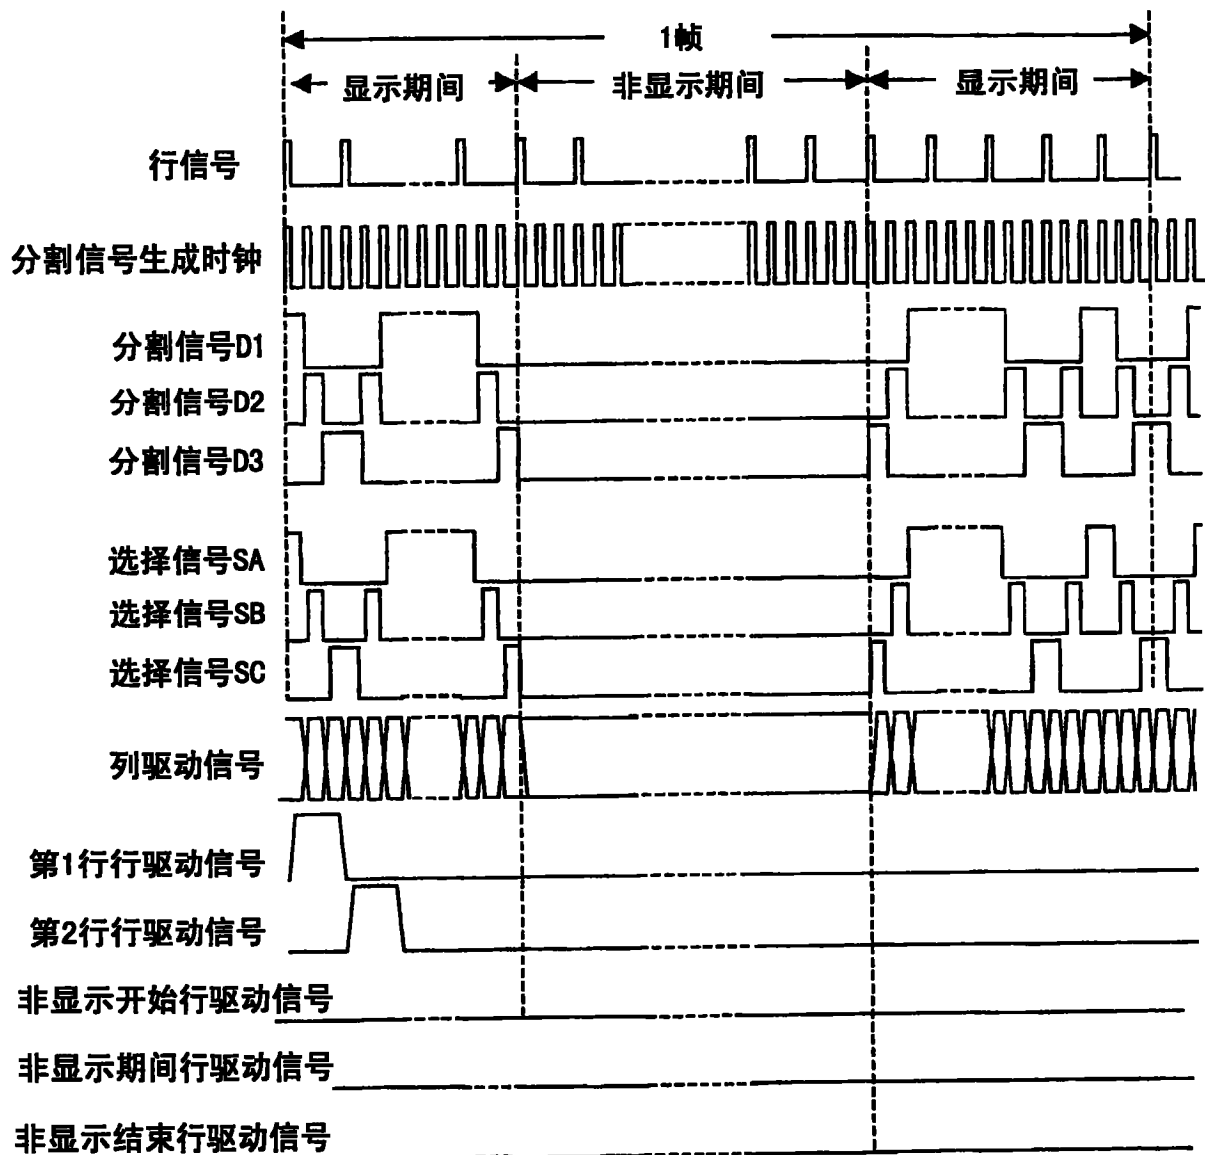 1帧
显示期间
非显示期间
显示期间
行信号
分割信号生成时钟
分割信号D1
分割信号D2
分割信号D3
选择信号SA
选择信号SB
选择信号SC
列驱动信号
第1行行驱动信号
第2行行驱动信号
非显示开始行驱动信号
非显示期间行驱动信号
非显示结束行驱动信号